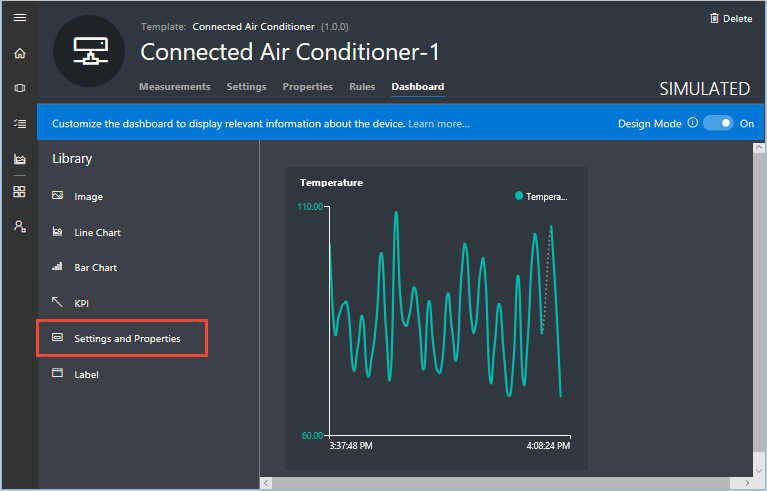 Template: Connected Air Conditioner (1.0.0)
Delete
Connected Air Conditioner-1
Measurements Settings Properties Rules Dashboard
SIMULATED
Customize the dashboard to display relevant information about the device. Learn more...
Design Mode On
Library
Image
Line Chart
Bar Chart
KPI
Settings and Properties
Label
Temperature
Tempera...
110.00
60.00
3:37:48 PM 4:08:24 PM